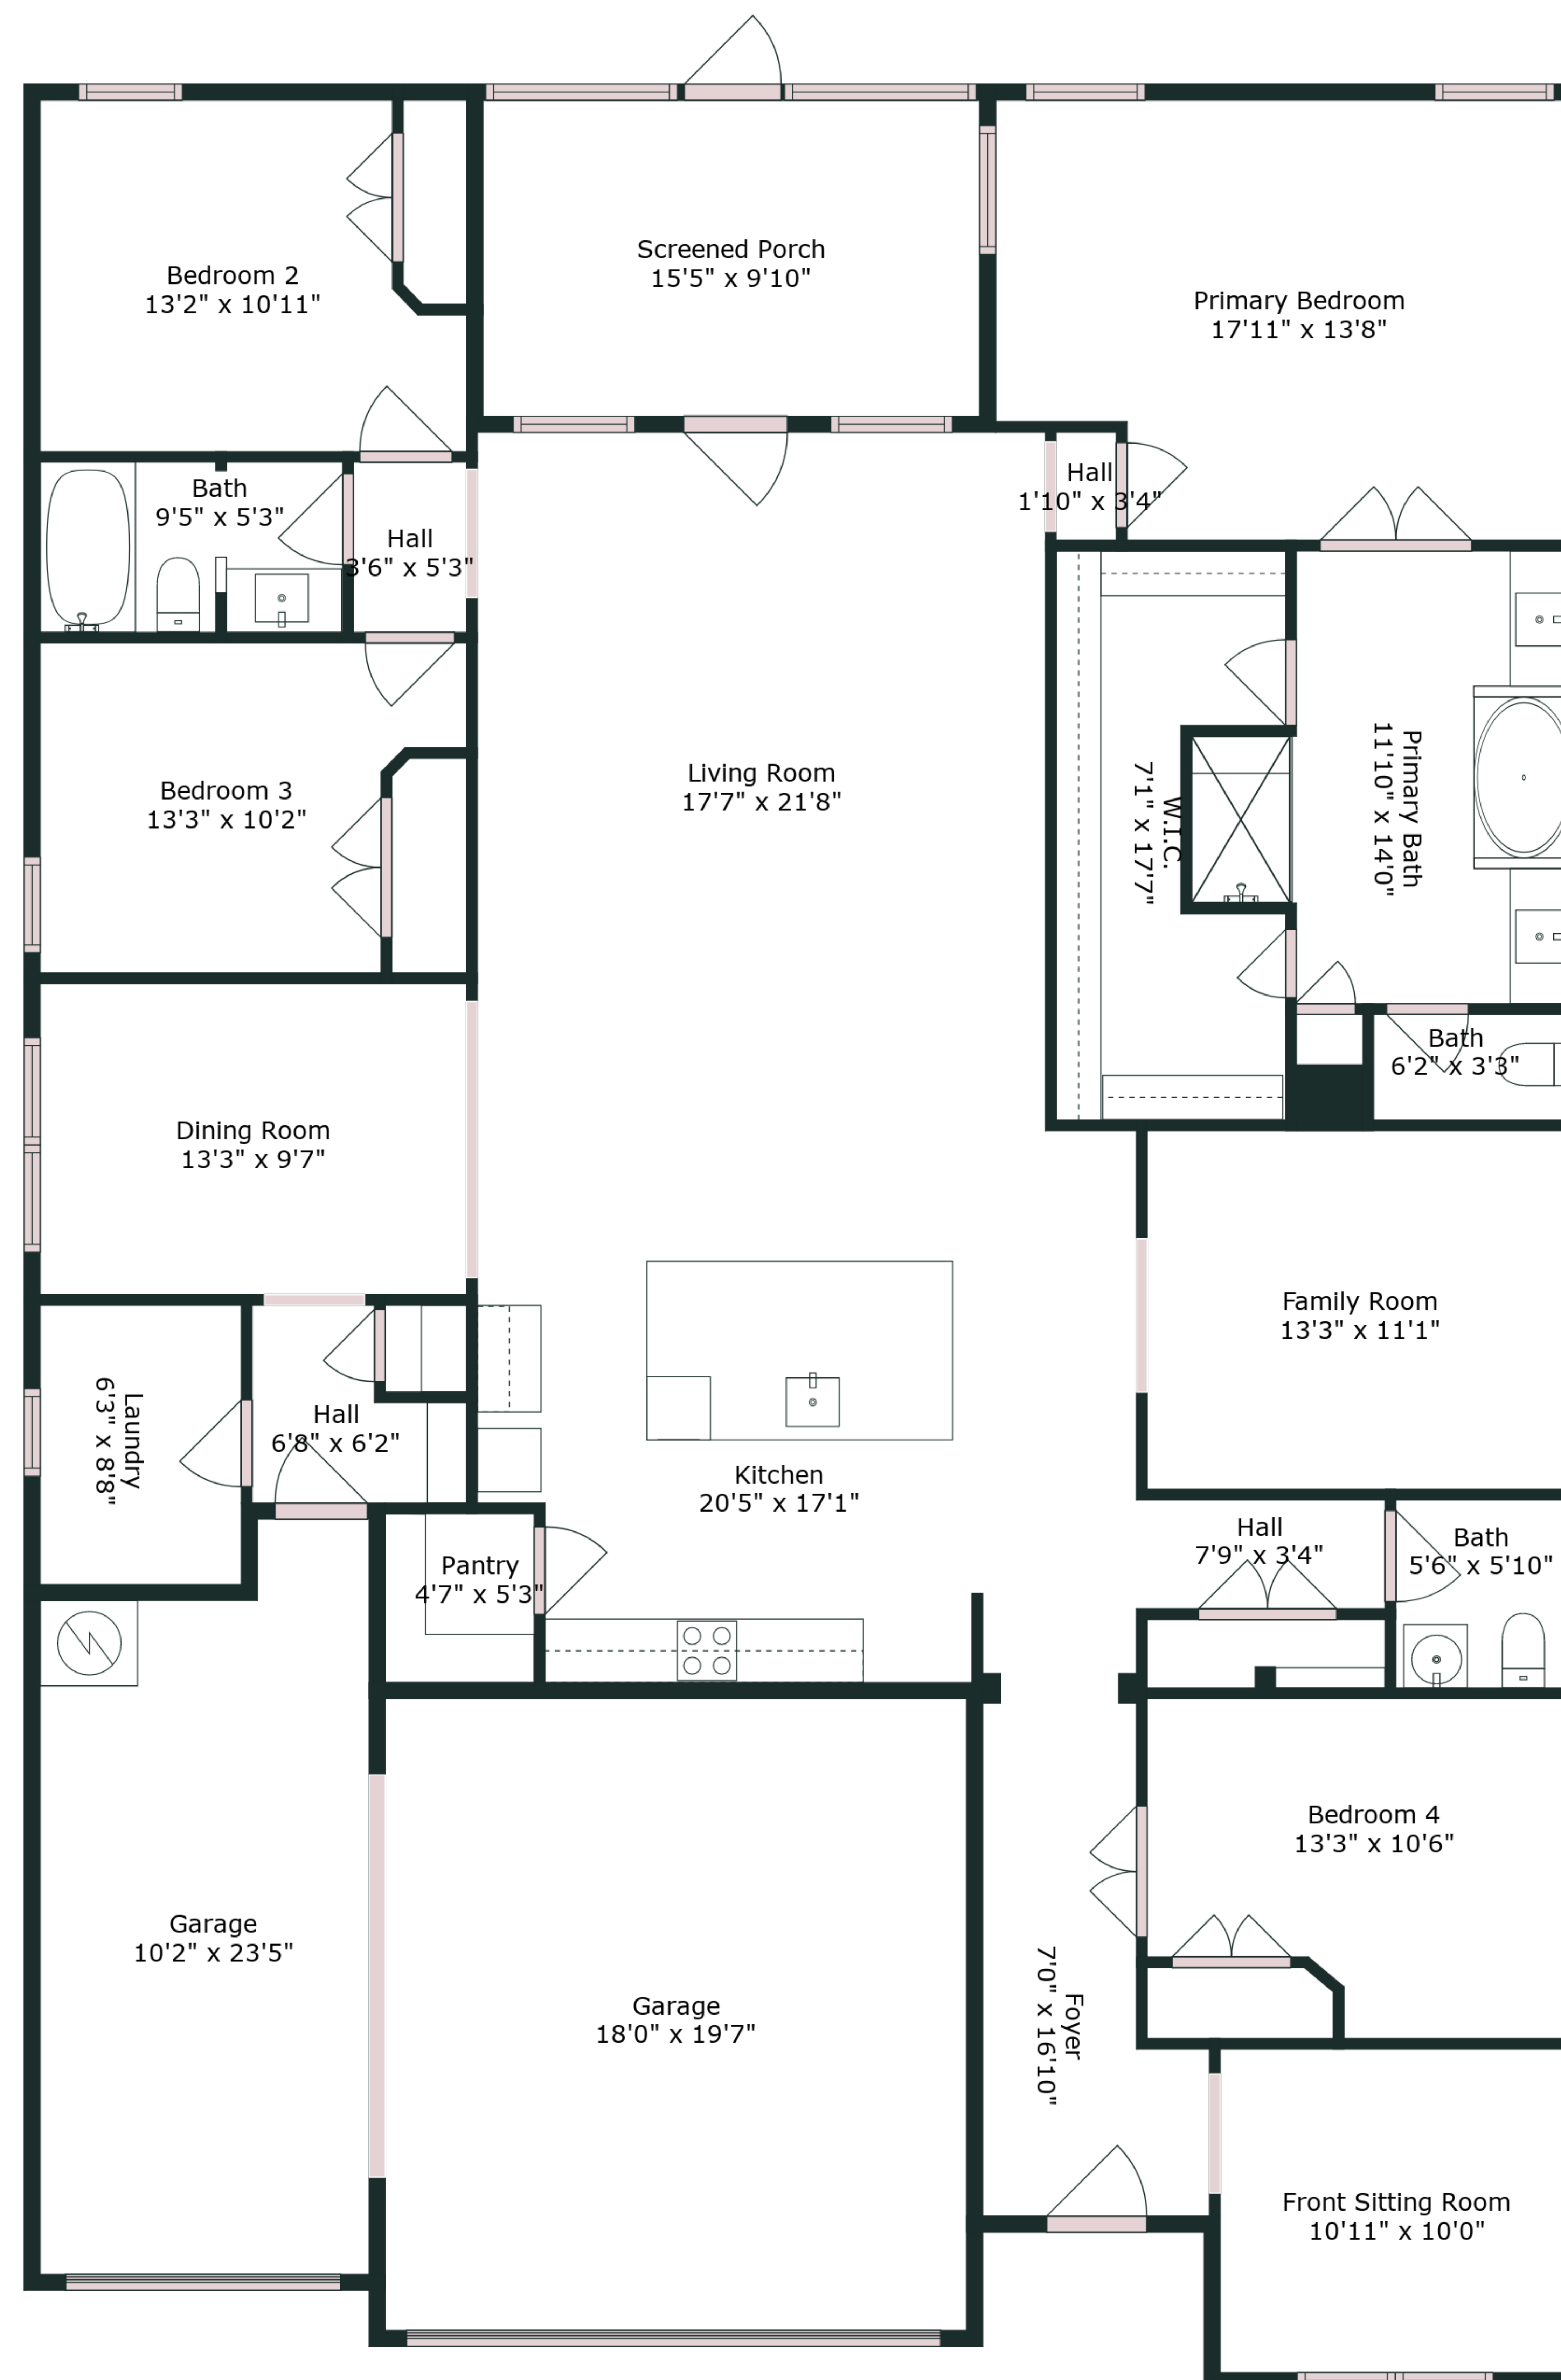 Screened Porch
15'5" x 9'10"
Bedroom 2
13'2" x 10'11"
Primary Bedroom
17'11" x 13'8"
Hall
1'10" x 3'4"
Bath
9'5" x 5'3"
Hall
3'6" x 5'3"
Living Room
17'7" x 21'8"
Bedroom 3
13'3" x 10'2"
W.I.C.
7'1" x 17'7"
Primary Bath
11'10" x 14'0"
Bath
6'2" x 3'3"
Dining Room
13'3" x 9'7"
Family Room
13'3" x 11'1"
Laundry
6'3" x 8'8"
Hall
6'8" x 6'2"
Kitchen
20'5" x 17'1"
Hall
7'9" x 3'4"
Bath
5'6" x 5'10"
Pantry
4'7" x 5'3"
Bedroom 4
13'3" x 10'6"
Garage
10'2" x 23'5"
Garage
18'0" x 19'7"
Foyer
7'0" x 16'10"
Front Sitting Room
10'11" x 10'0"